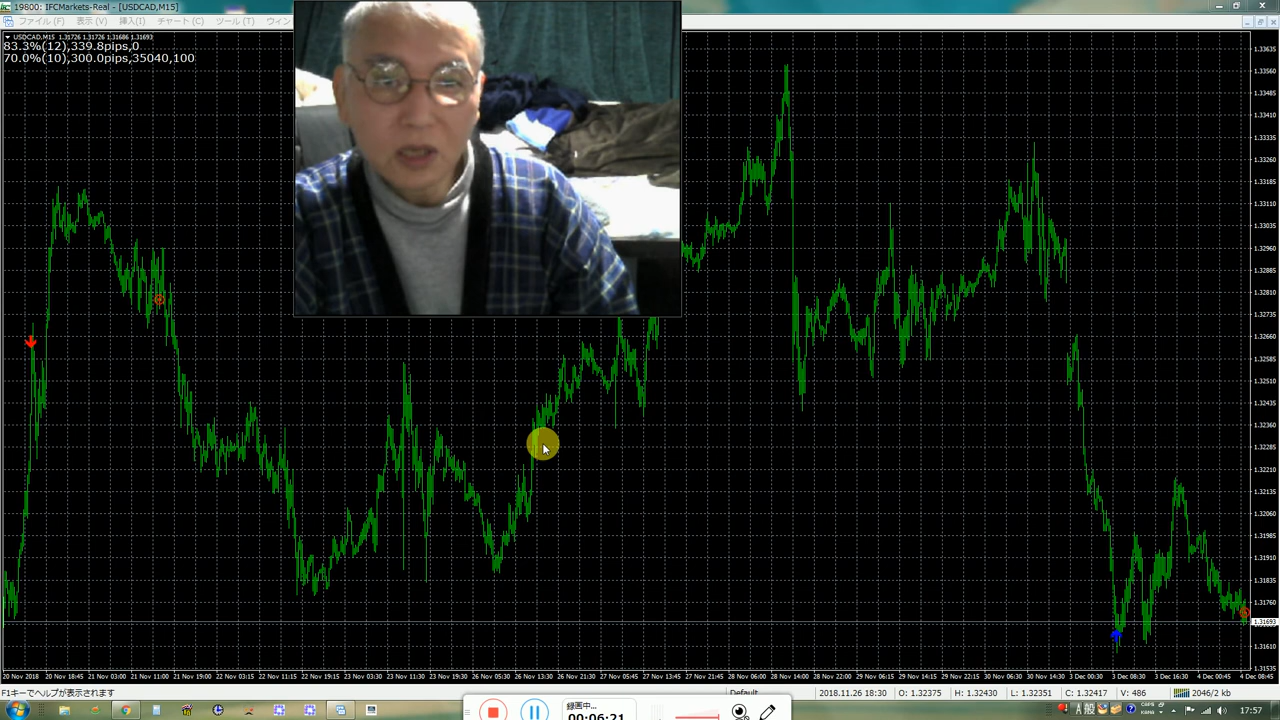 19800: IFCMarkets-Real - [USDCAD,M15]
ファイル (F) 表示 (V) 挿入(I) チャート (C) ツール (T) ウィン
USDCAD,M15 1.31726 1.31726 1.31686 1.31693
83.3%(12),339.8pips,0
70.0%(10),300.0pips,35040,100
1.33635
1.33560
1.33485
1.33410
1.33335
1.33260
1.33185
1.33110
1.33035
1.32960
1.32885
1.32810
1.32735
1.32660
1.32585
1.32510
1.32435
1.32360
1.32285
1.32210
1.32135
1.32060
1.31985
1.31910
1.31835
1.31760
1.31693
1.31610
1.31535
20 Nov 2018 20 Nov 18:45 21 Nov 03:00 21 Nov 11:00 21 Nov 19:00 22 Nov 03:15 22 Nov 11:15 22 Nov 19:15 23 Nov 03:30 23 Nov 11:30 23 Nov 19:30 26 Nov 05:30 26 Nov 13:30 26 Nov 21:30 27 Nov 05:45 27 Nov 13:45 27 Nov 21:45 28 Nov 06:00 28 Nov 14:00 28 Nov 22:00 29 Nov 06:15 29 Nov 14:15 29 Nov 22:15 30 Nov 06:30 30 Nov 14:30 3 Dec 00:30 3 Dec 08:30 3 Dec 16:30 4 Dec 00:45 4 Dec 08:45
F1キーでヘルプが表示されます
Default
2018.11.26 18:30 O: 1.32375 H: 1.32430 L: 1.32351 C: 1.32417 V: 486 2046/2 kb
録画中...
00:06:21
A 般
CAPS
17:57